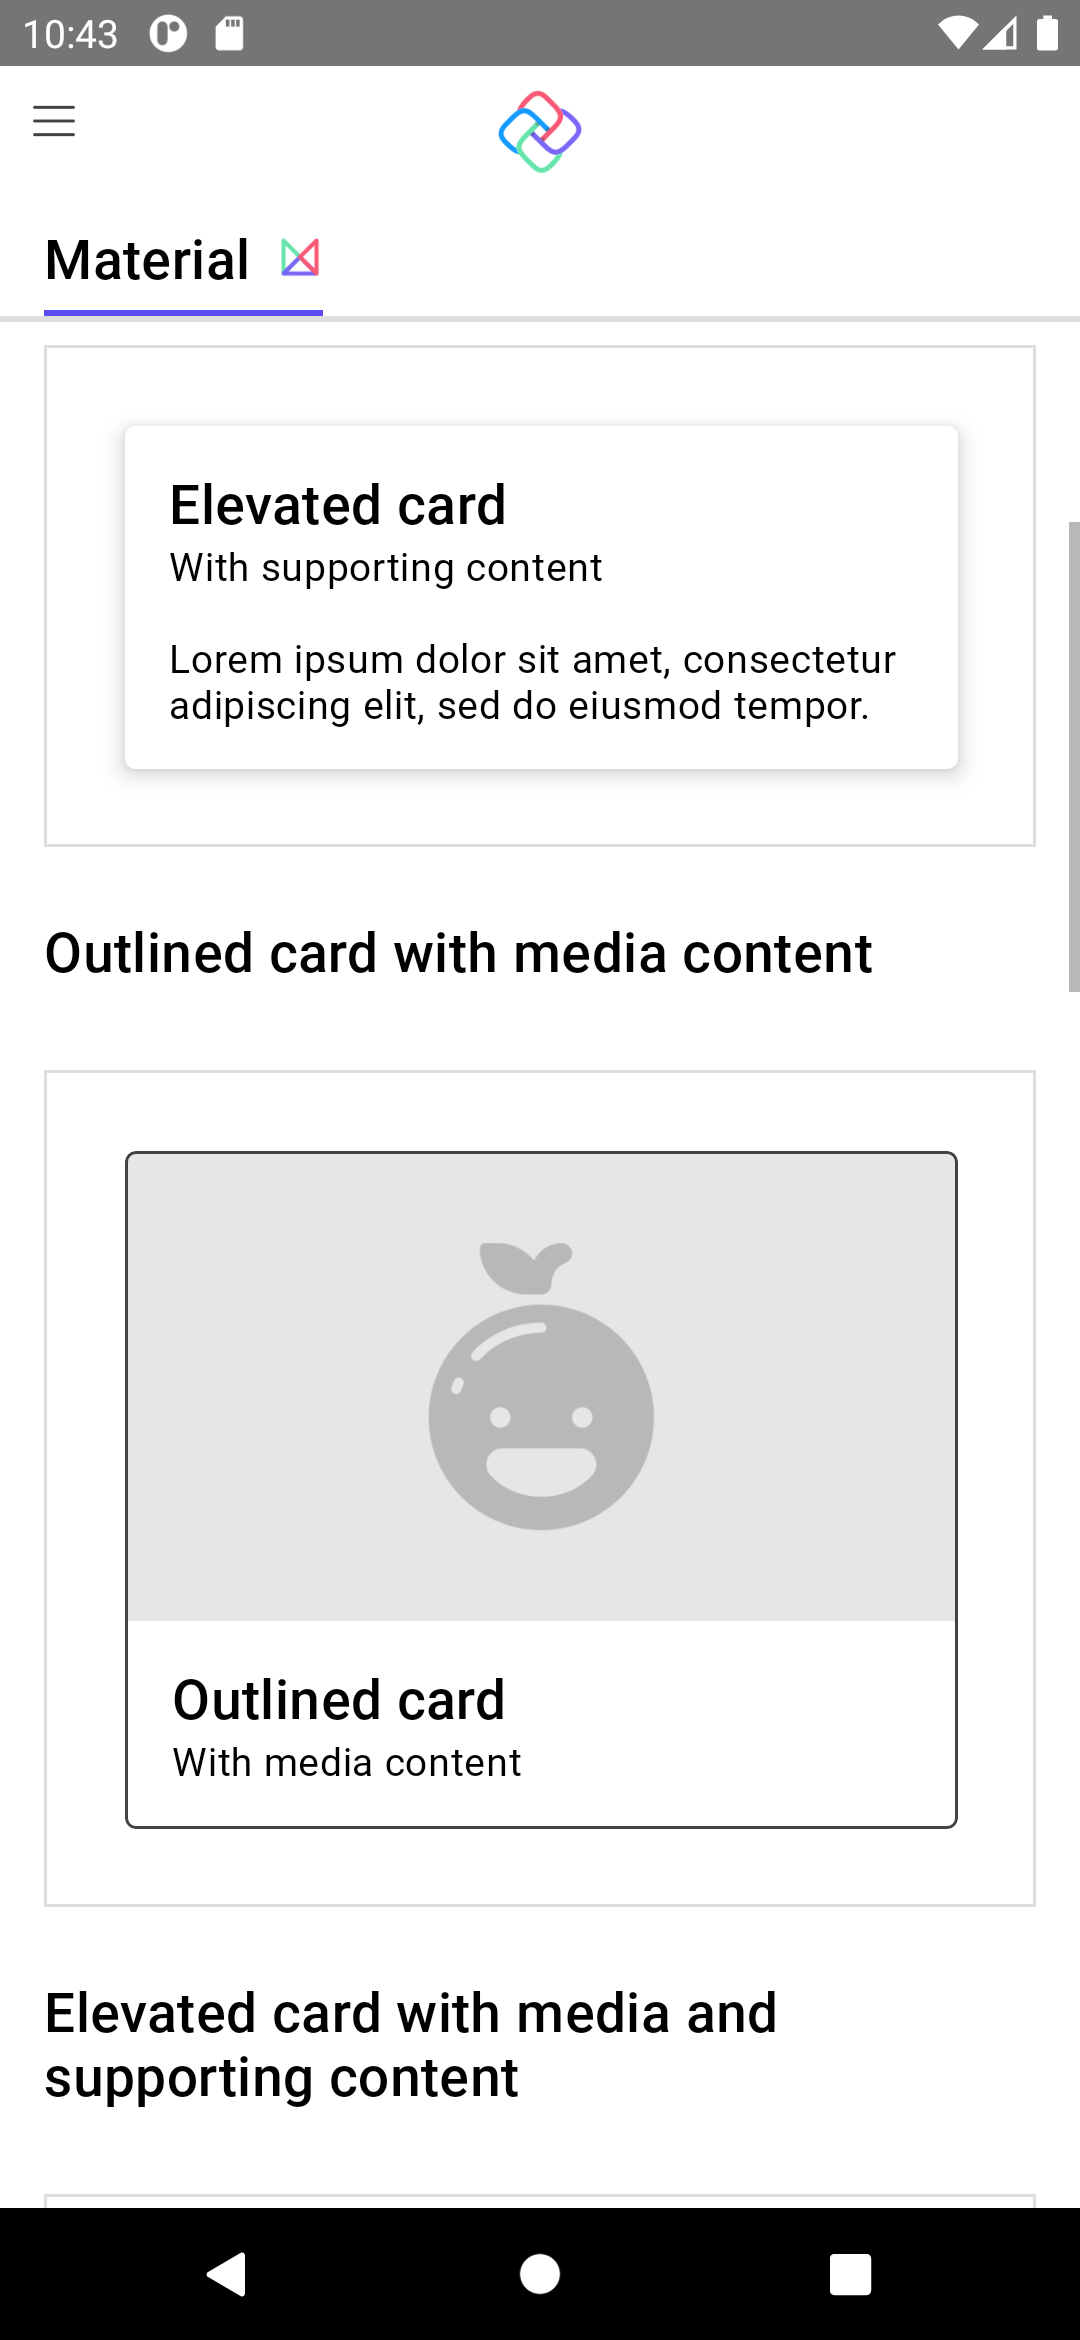 10:43
Material
Elevated card
With supporting content
Lorem ipsum dolor sit amet, consectetur
adipiscing elit, sed do eiusmod tempor.
Outlined card with media content
Outlined card
With media content
Elevated card with media and
supporting content